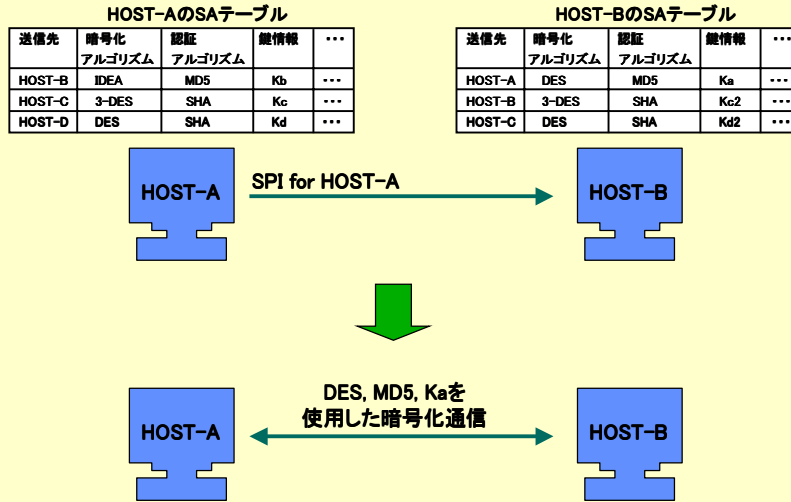 HOST-AのSAテーブル
送信先 暗号化アルゴリズム 認証アルゴリズム 鍵情報 ･･･
HOST-B IDEA MD5 Kb ･･･
HOST-C 3-DES SHA Kc ･･･
HOST-D DES SHA Kd ･･･
HOST-BのSAテーブル
送信先 暗号化アルゴリズム 認証アルゴリズム 鍵情報 ･･･
HOST-A DES MD5 Ka ･･･
HOST-B 3-DES SHA Kc2 ･･･
HOST-C DES SHA Kd2 ･･･
HOST-A
SPI for HOST-A
HOST-B
HOST-A
DES, MD5, Kaを
使用した暗号化通信
HOST-B